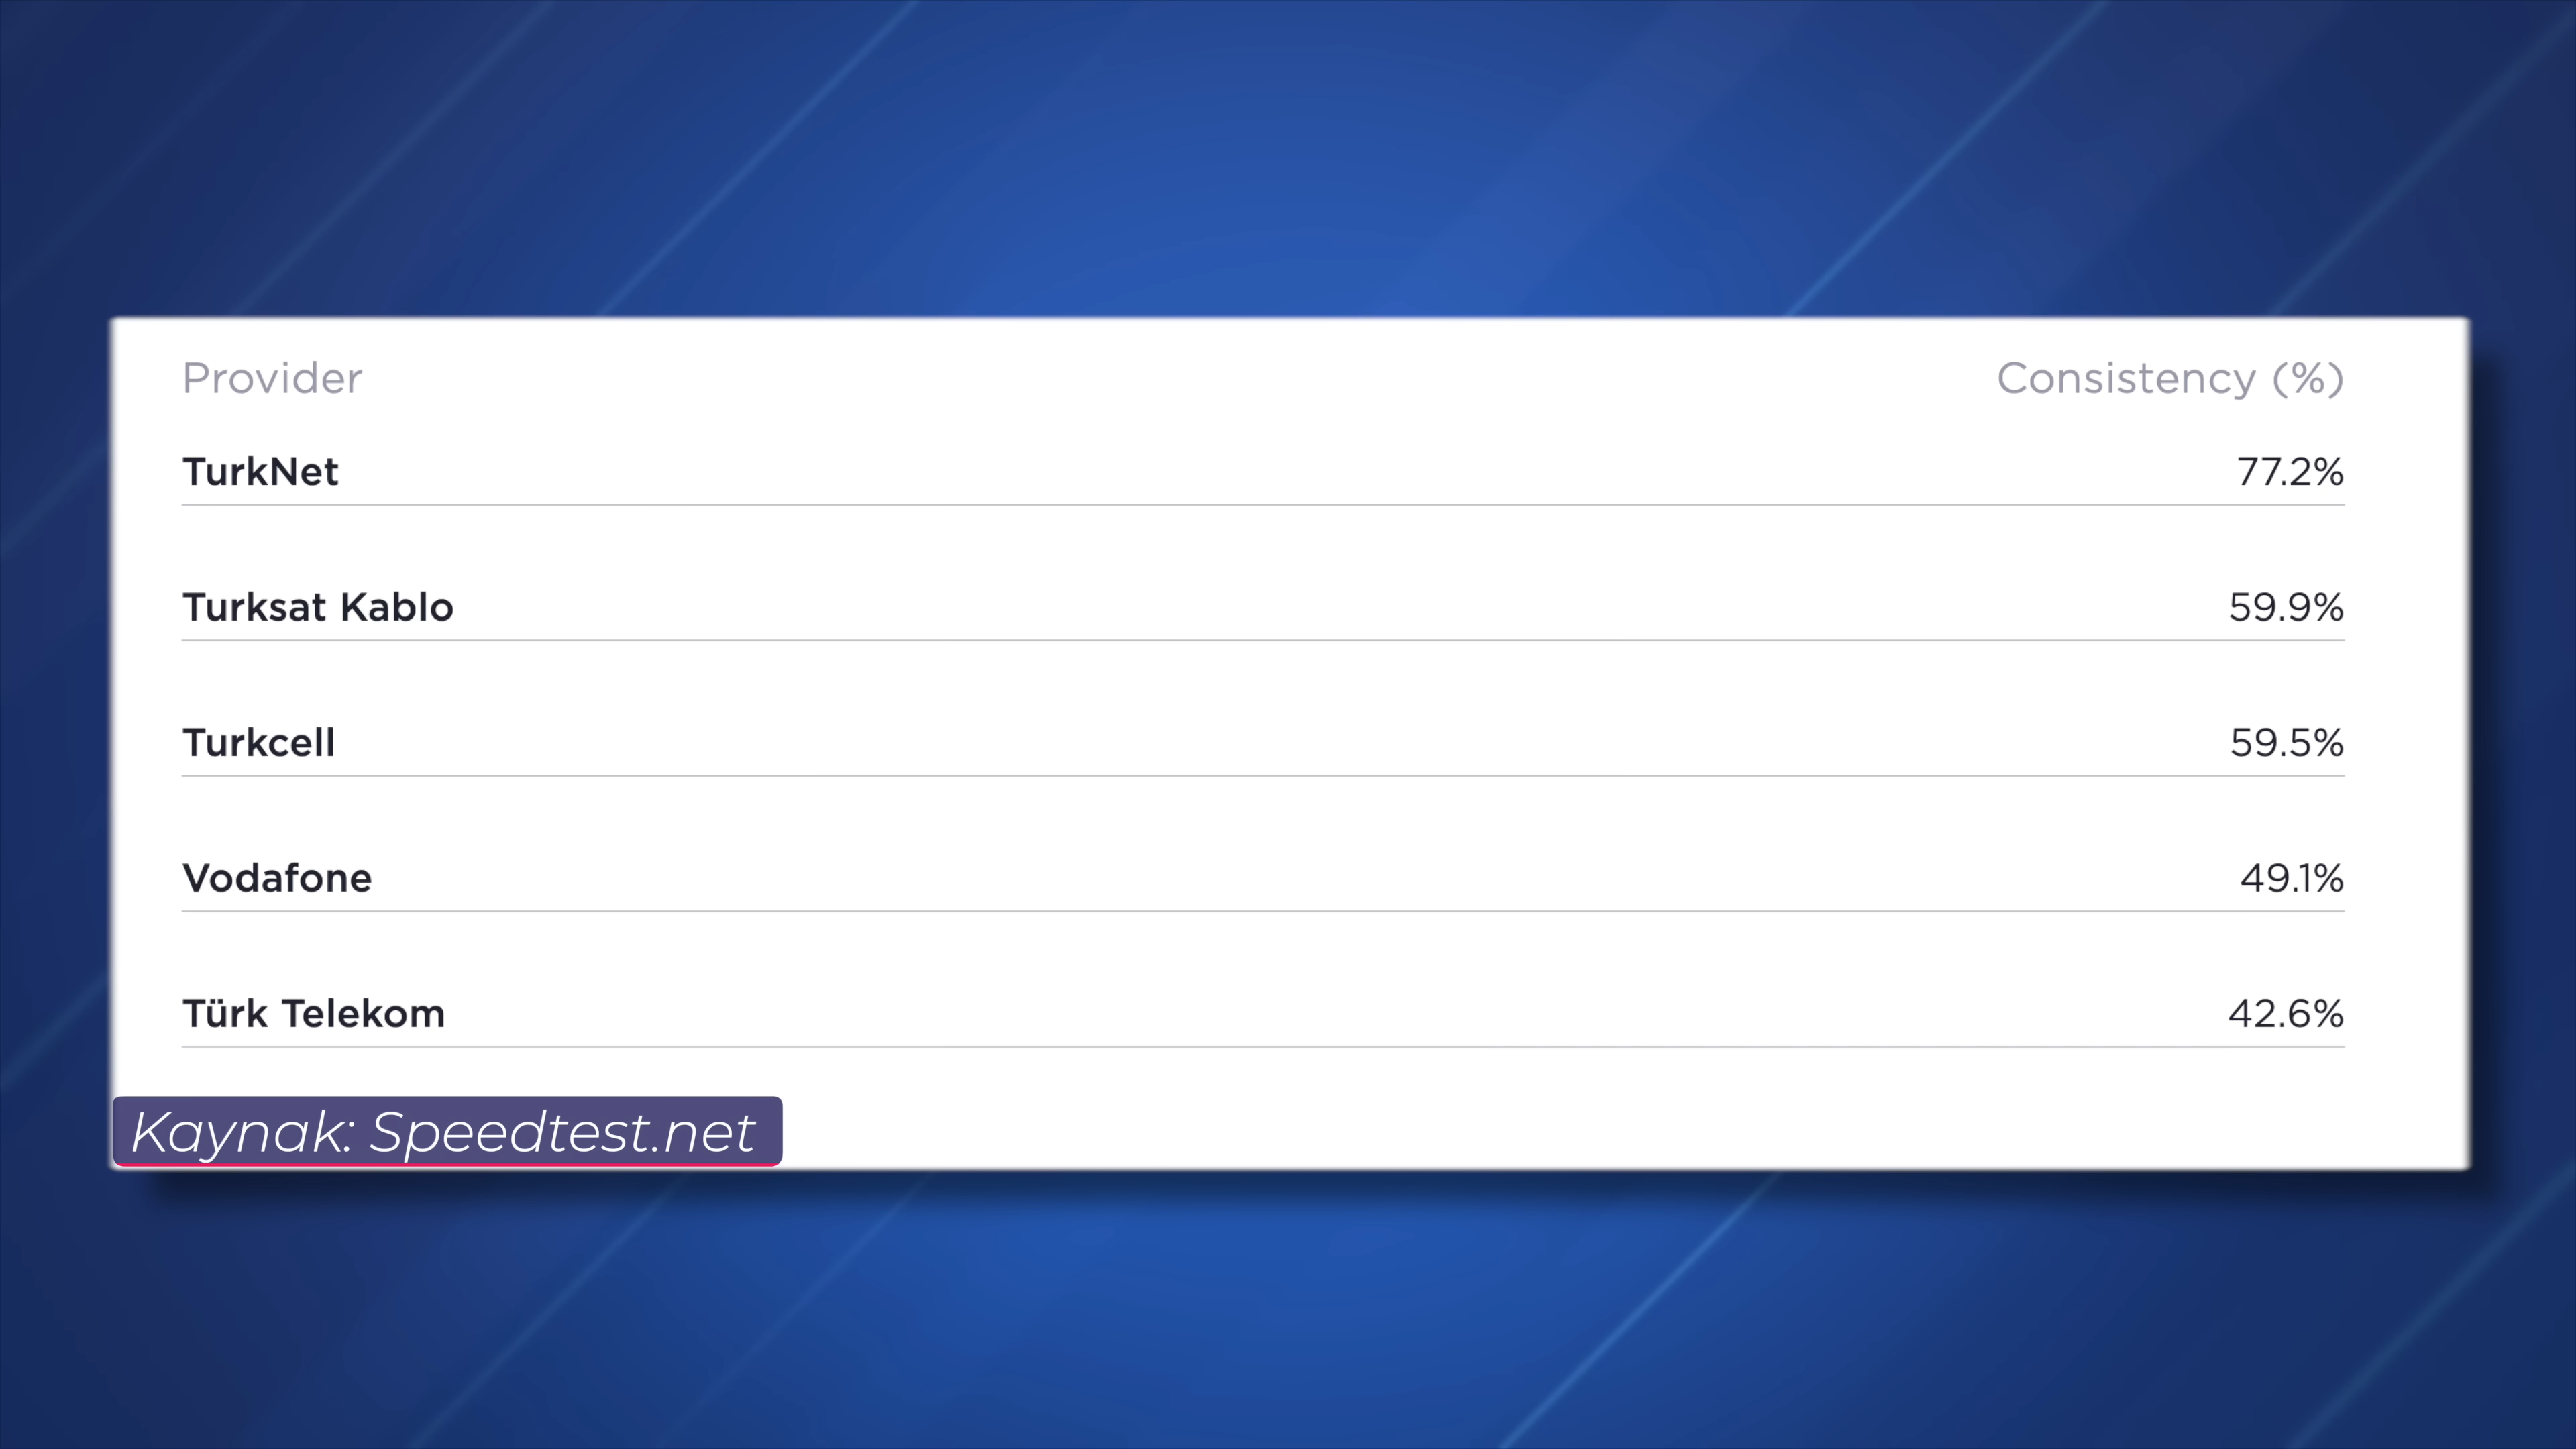 Provider Consistency (%)
TurkNet 77.2%
Turksat Kablo 59.9%
Turkcell 59.5%
Vodafone 49.1%
Türk Telekom 42.6%
Kaynak: Speedtest.net